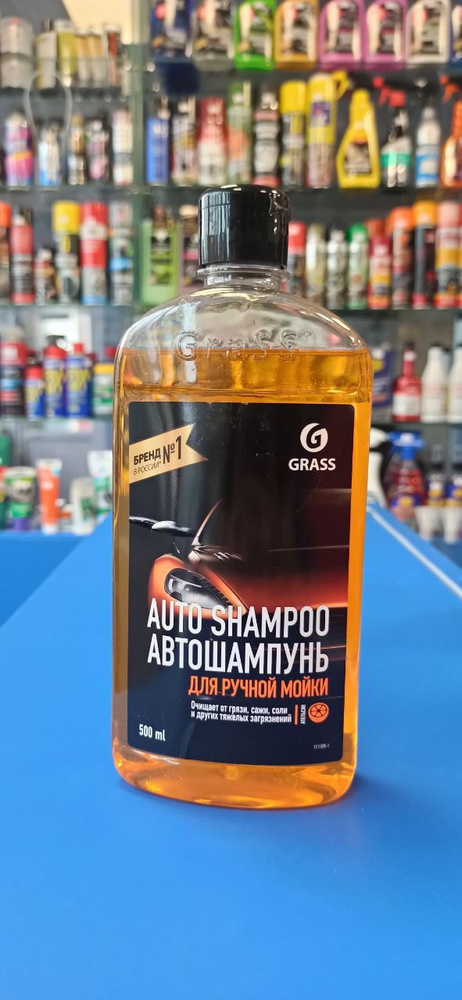 GraSS
БРЕНД №1
В РОССИИ*
GRASS
AUTO SHAMPOO
АВТОШАМПУНЬ
ДЛЯ РУЧНОЙ МОЙКИ
Очищает от грязи, сажи, соли
и других тяжелых загрязнений
АПЕЛЬСИН
500 ml